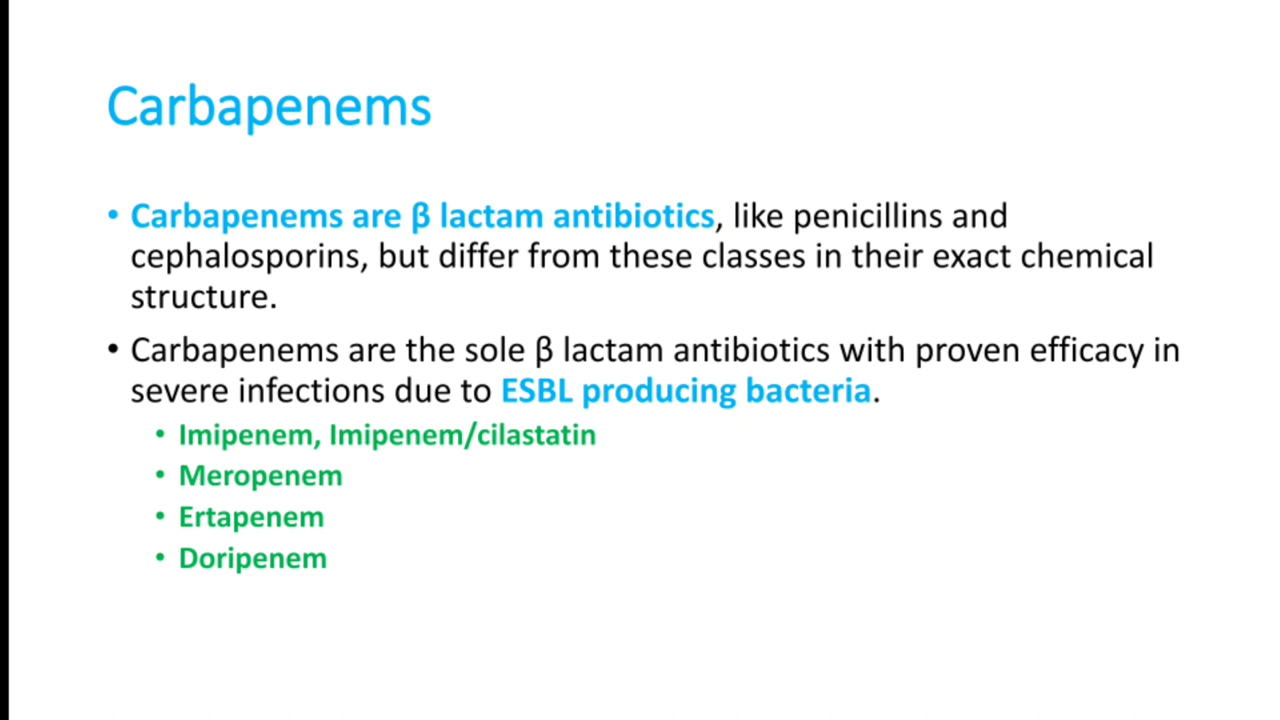 Carbapenems
• Carbapenems are β lactam antibiotics, like penicillins and
cephalosporins, but differ from these classes in their exact chemical
structure.
• Carbapenems are the sole β lactam antibiotics with proven efficacy in
severe infections due to ESBL producing bacteria.
• Imipenem, Imipenem/cilastatin
• Meropenem
• Ertapenem
• Doripenem